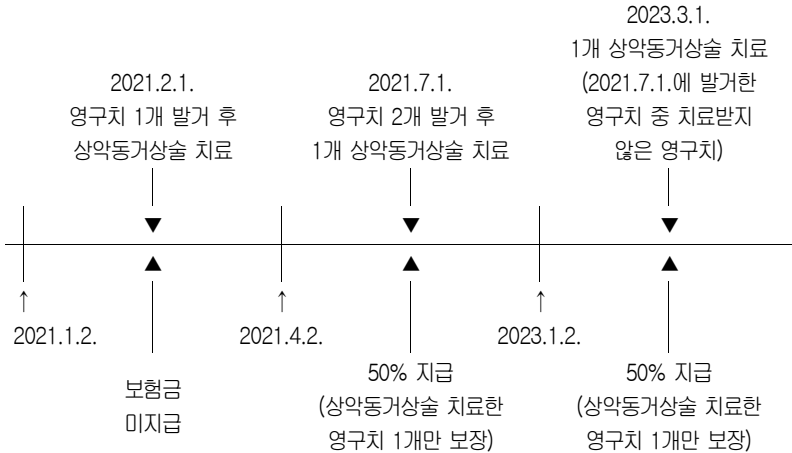 2021.2.1.
영구치 1개 발거 후
상악동거상술 치료
2021.7.1.
영구치 2개 발거 후
1개 상악동거상술 치료
2023.3.1.
1개 상악동거상술 치료
(2021.7.1.에 발거한
영구치 중 치료받지
않은 영구치)
▼
▼
▼
▲
▲
▲
↑
↑
↑
2021.1.2.
2021.4.2.
2023.1.2.
보험금
미지급
50% 지급
(상악동거상술 치료한
영구치 1개만 보장)
50% 지급
(상악동거상술 치료한
영구치 1개만 보장)